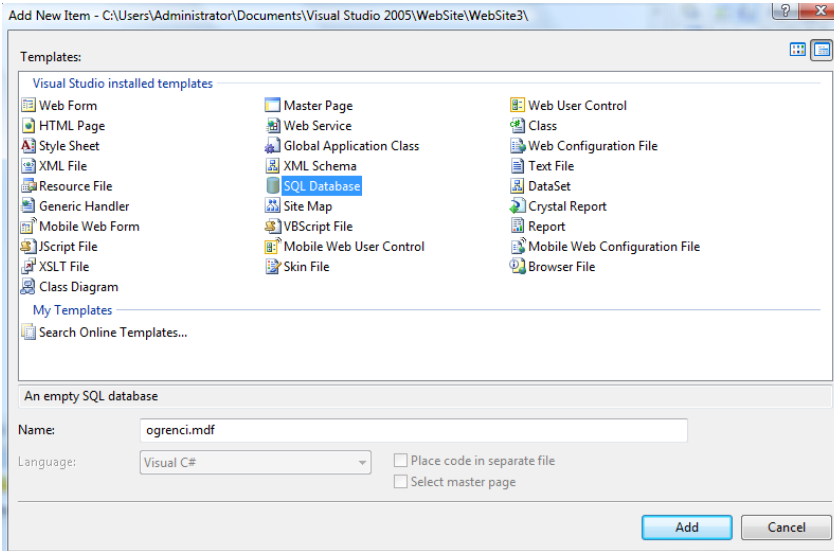 Add New Item - C:\Users\Administrator\Documents\Visual Studio 2005\WebSite\WebSite3\
Templates:
Visual Studio installed templates
Web Form Master Page Web User Control
HTML Page Web Service Class
Style Sheet Global Application Class Web Configuration File
XML File XML Schema Text File
Resource File SQL Database DataSet
Generic Handler Site Map Crystal Report
Mobile Web Form VBScript File Report
JScript File Mobile Web User Control Mobile Web Configuration File
XSLT File Skin File Browser File
Class Diagram
My Templates
Search Online Templates...
An empty SQL database
Name: ogrenci.mdf
Language: Visual C# Place code in separate file
Select master page
Add Cancel